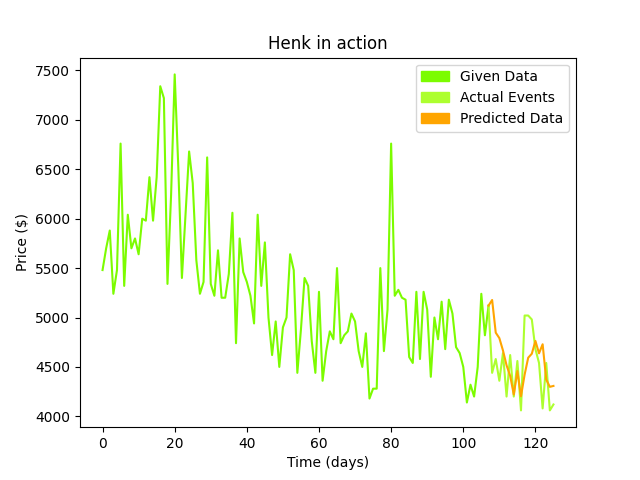 Henk in action
Given Data
Actual Events
Predicted Data
7500
7000
6500
6000
5500
5000
4500
4000
Price ($)
0 20 40 60 80 100 120
Time (days)